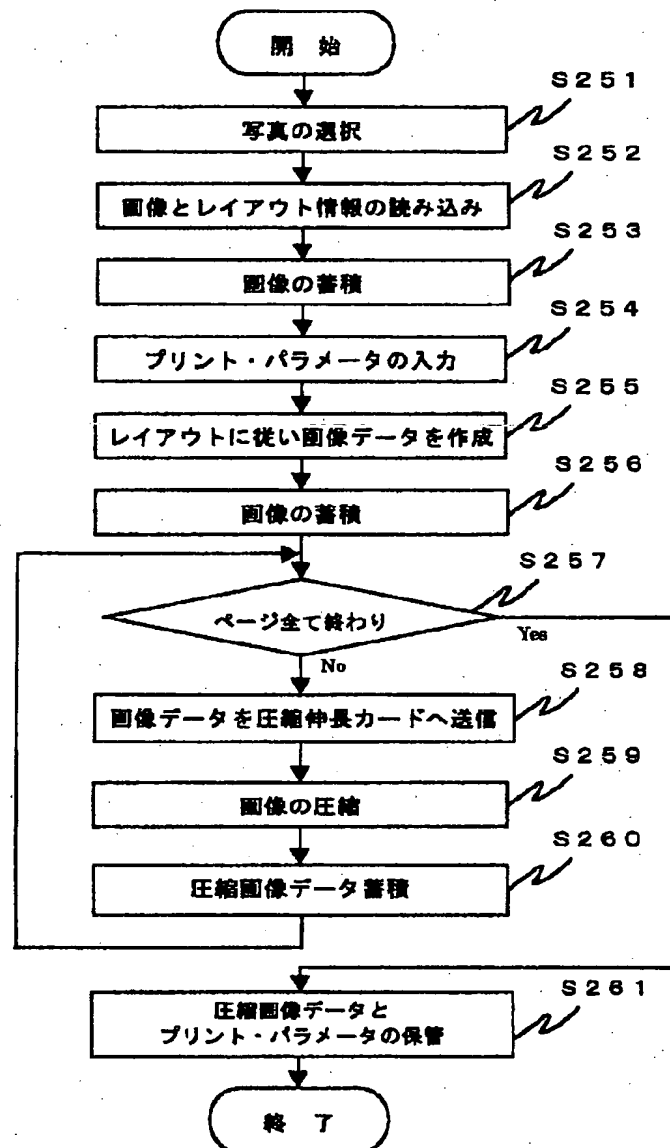 開 始
S251
写真の選択
S252
画像とレイアウト情報の読み込み
S253
画像の蓄積
S254
プリント・パラメータの入力
S255
レイアウトに従い画像データを作成
S256
画像の蓄積
S257
ページ全て終わり
Yes
No
S258
画像データを圧縮伸長カードへ送信
S259
画像の圧縮
S260
圧縮画像データ蓄積
S261
圧縮画像データと
プリント・パラメータの保管
終 了